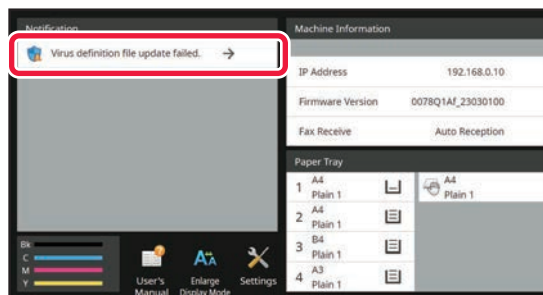 Notification
Virus definition file update failed.
Machine Information
IP Address 192.168.0.10
Firmware Version 0078Q1Af_23030100
Fax Receive Auto Reception
Paper Tray
1 A4
Plain 1
A4
Plain 1
2 A4
Plain 1
3 B4
Plain 1
4 A3
Plain 1
Bk
C
M
Y
User's
Manual
Enlarge
Display Mode
Settings